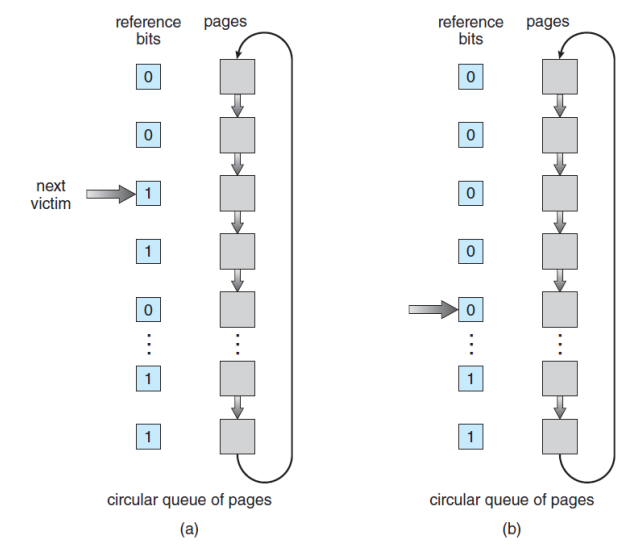 reference bits
pages
0
0
next victim
1
1
0
1
1
circular queue of pages
(a)
reference bits
pages
0
0
0
0
0
1
1
circular queue of pages
(b)